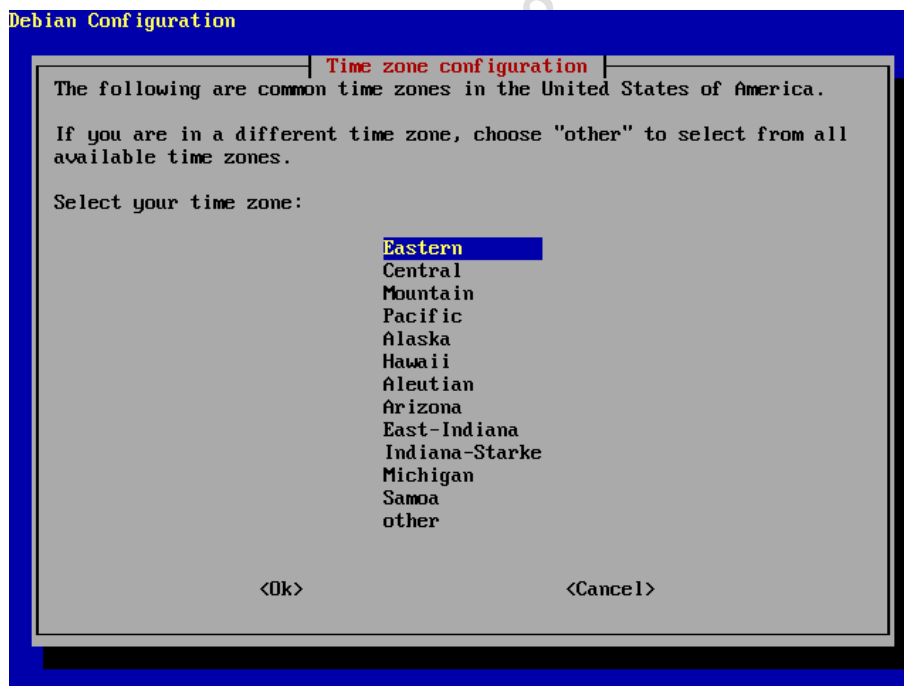 Debian Configuration
Time zone configuration
The following are common time zones in the United States of America.
If you are in a different time zone, choose "other" to select from all
available time zones.
Select your time zone:
Eastern
Central
Mountain
Pacific
Alaska
Hawaii
Aleutian
Arizona
East-Indiana
Indiana-Starke
Michigan
Samoa
other
<Ok> <Cancel>